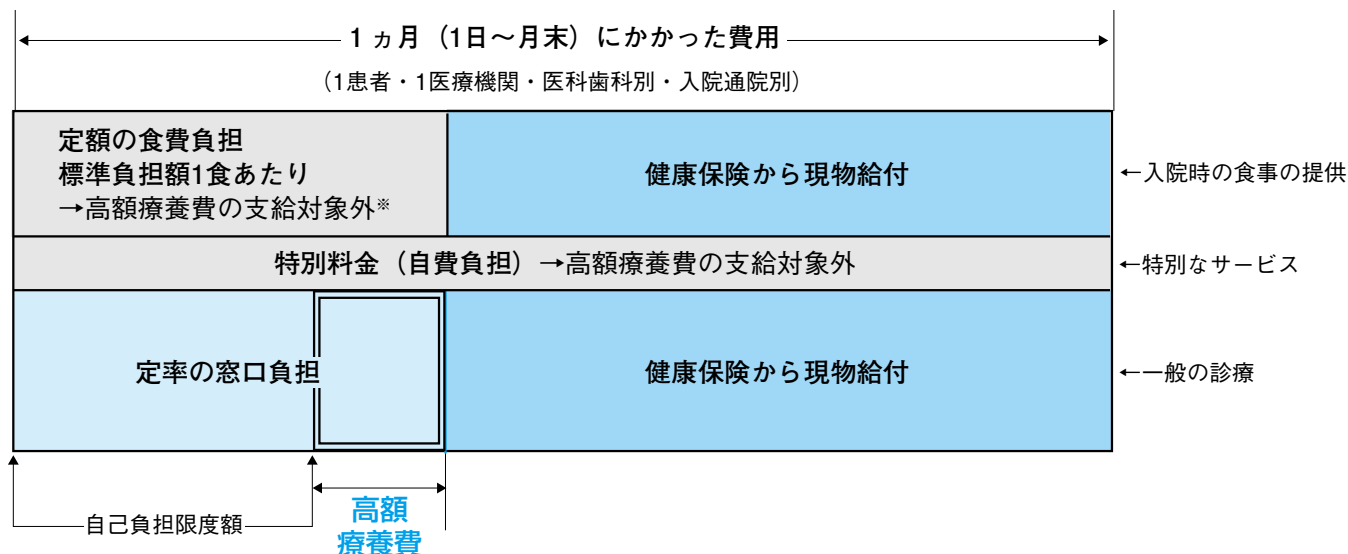 1 ヵ月（1日〜月末）にかかった費用
（1患者・1医療機関・医科歯科別・入院通院別）
定額の食費負担
標準負担額1食あたり
→高額療養費の支給対象外※
健康保険から現物給付
←入院時の食事の提供
特別料金（自費負担）→高額療養費の支給対象外
←特別なサービス
定率の窓口負担
健康保険から現物給付
←一般の診療
自己負担限度額
高額
療養費